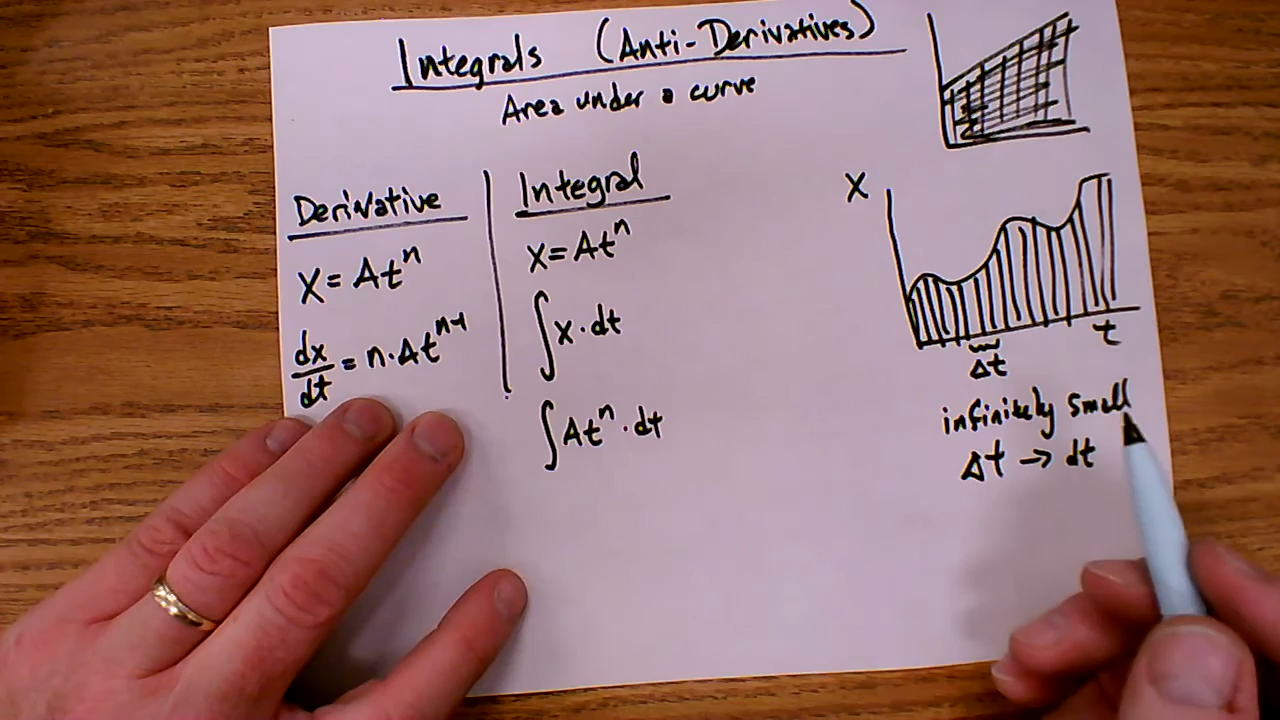 Integrals (Anti-Derivatives)
Area under a curve
Derivative
X = At^n
dx/dt = n·At^{n-1}
Integral
X = At^n
∫x·dt
∫At^n·dt
X
t
Δt
infinitely small
Δt → dt